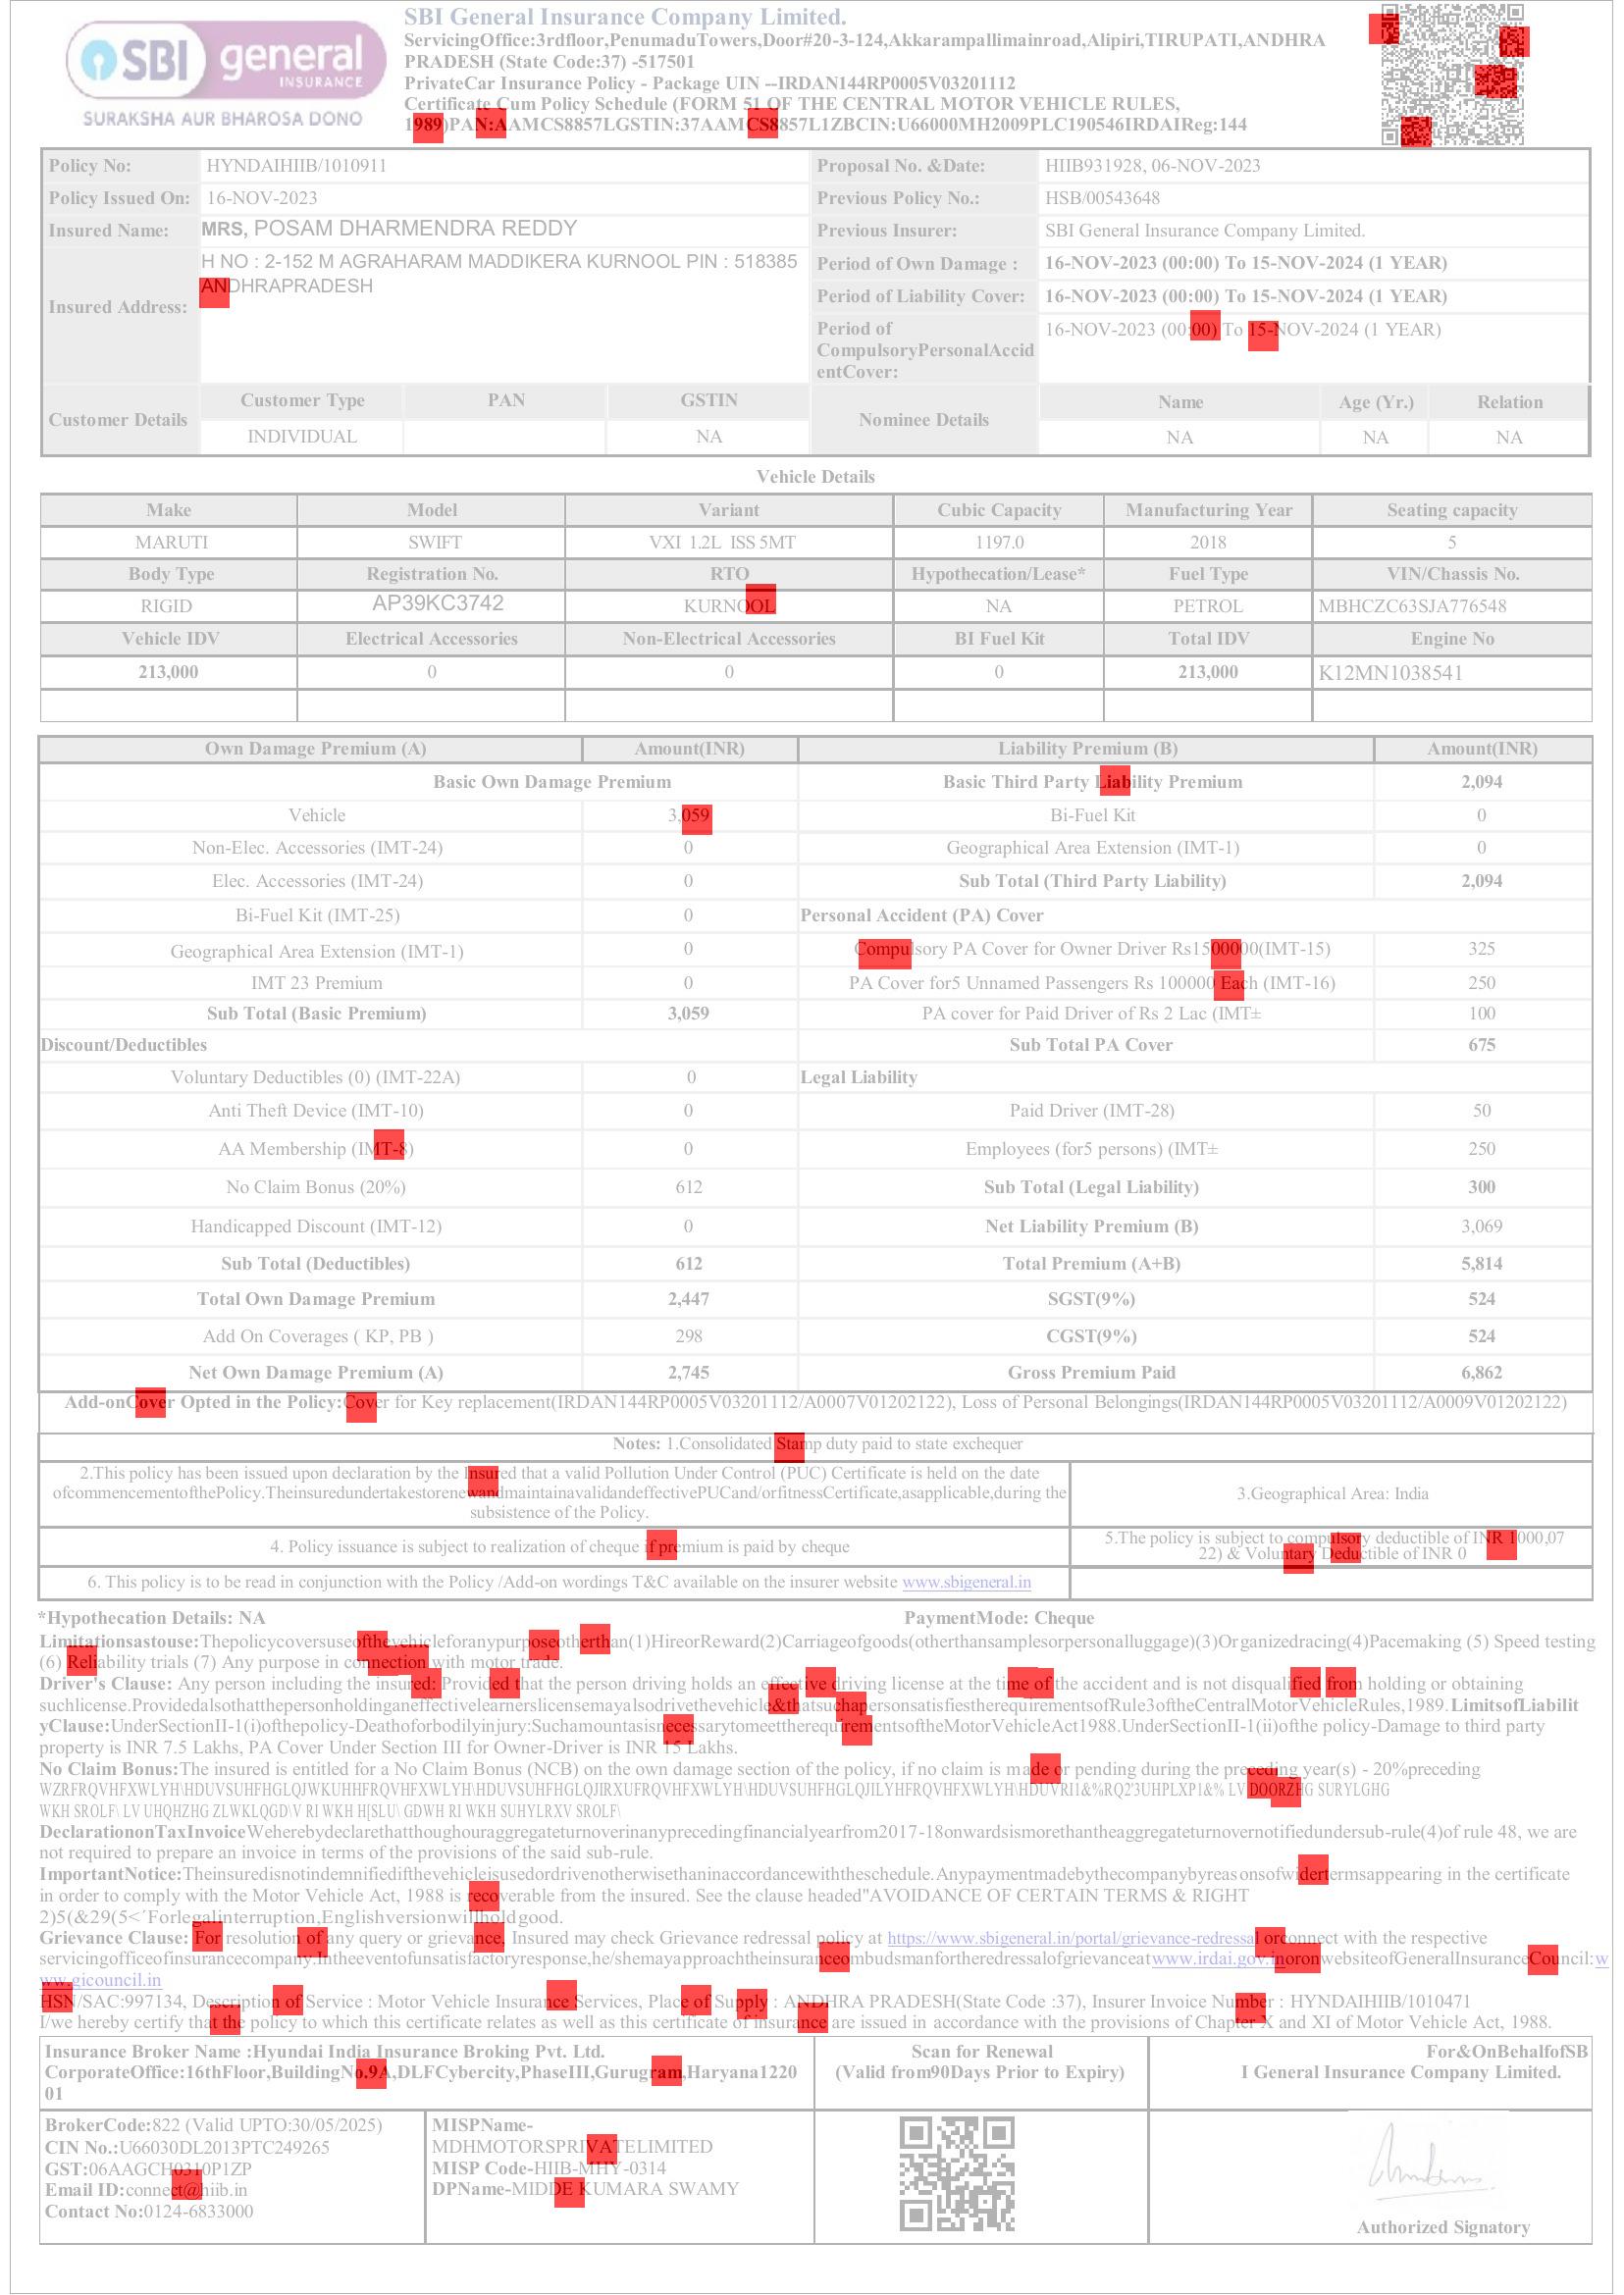 SBI general
INSURANCE
SURAKSHA AUR BHAROSA DONO
SBI General Insurance Company Limited.
ServicingOffice:3rdfloor,PenumaduTowers,Door#20-3-124,Akkarampallimainroad,Alipiri,TIRUPATI,ANDHRA
PRADESH (State Code:37) -517501
PrivateCar Insurance Policy - Package UIN --IRDAN144RP0005V03201112
Certificate Cum Policy Schedule (FORM 51 OF THE CENTRAL MOTOR VEHICLE RULES,
1989)PAN:AAMCS8857LGSTIN:37AAMCS8857L1ZBCIN:U66000MH2009PLC190546IRDAIReg:144
Policy No: HYNDAIHIIB/1010911 Proposal No. &Date: HIIB931928, 06-NOV-2023
Policy Issued On: 16-NOV-2023 Previous Policy No.: HSB/00543648
Insured Name: MRS, POSAM DHARMENDRA REDDY Previous Insurer: SBI General Insurance Company Limited.
Insured Address: H NO : 2-152 M AGRAHARAM MADDIKERA KURNOOL PIN : 518385
ANDHRAPRADESH
Period of Own Damage : 16-NOV-2023 (00:00) To 15-NOV-2024 (1 YEAR)
Period of Liability Cover: 16-NOV-2023 (00:00) To 15-NOV-2024 (1 YEAR)
Period of 16-NOV-2023 (00:00) To 15-NOV-2024 (1 YEAR)
CompulsoryPersonalAccid
entCover:
Customer Details Customer Type PAN GSTIN Nominee Details Name Age (Yr.) Relation
INDIVIDUAL NA NA NA NA
Vehicle Details
Make Model Variant Cubic Capacity Manufacturing Year Seating capacity
MARUTI SWIFT VXI 1.2L ISS 5MT 1197.0 2018 5
Body Type Registration No. RTO Hypothecation/Lease* Fuel Type VIN/Chassis No.
RIGID AP39KC3742 KURNOOL NA PETROL MBHCZC63SJA776548
Vehicle IDV Electrical Accessories Non-Electrical Accessories BI Fuel Kit Total IDV Engine No
213,000 0 0 0 213,000 K12MN1038541
Own Damage Premium (A) Amount(INR) Liability Premium (B) Amount(INR)
Basic Own Damage Premium Basic Third Party Liability Premium 2,094
Vehicle 3,059 Bi-Fuel Kit 0
Non-Elec. Accessories (IMT-24) 0 Geographical Area Extension (IMT-1) 0
Elec. Accessories (IMT-24) 0 Sub Total (Third Party Liability) 2,094
Bi-Fuel Kit (IMT-25) 0 Personal Accident (PA) Cover
Geographical Area Extension (IMT-1) 0 Compulsory PA Cover for Owner Driver Rs1500000(IMT-15) 325
IMT 23 Premium 0 PA Cover for5 Unnamed Passengers Rs 100000 Each (IMT-16) 250
Sub Total (Basic Premium) 3,059 PA cover for Paid Driver of Rs 2 Lac (IMT± 100
Discount/Deductibles Sub Total PA Cover 675
Voluntary Deductibles (0) (IMT-22A) 0 Legal Liability
Anti Theft Device (IMT-10) 0 Paid Driver (IMT-28) 50
AA Membership (IMT-8) 0 Employees (for5 persons) (IMT± 250
No Claim Bonus (20%) 612 Sub Total (Legal Liability) 300
Handicapped Discount (IMT-12) 0 Net Liability Premium (B) 3,069
Sub Total (Deductibles) 612 Total Premium (A+B) 5,814
Total Own Damage Premium 2,447 SGST(9%) 524
Add On Coverages ( KP, PB ) 298 CGST(9%) 524
Net Own Damage Premium (A) 2,745 Gross Premium Paid 6,862
Add-onCover Opted in the Policy:Cover for Key replacement(IRDAN144RP0005V03201112/A0007V01202122), Loss of Personal Belongings(IRDAN144RP0005V03201112/A0009V01202122)
Notes: 1.Consolidated Stamp duty paid to state exchequer
2.This policy has been issued upon declaration by the Insured that a valid Pollution Under Control (PUC) Certificate is held on the date
ofcommencementofthePolicy.TheinsuredundertakestorenewandmaintainavalidandeffectivePUCand/orfitnessCertificate,asapplicable,during the
subsistence of the Policy.
3.Geographical Area: India
4. Policy issuance is subject to realization of cheque if premium is paid by cheque
5.The policy is subject to compulsory deductible of INR 1000,07
22) & Voluntary Deductible of INR 0
6. This policy is to be read in conjunction with the Policy /Add-on wordings T&C available on the insurer website www.sbigeneral.in
*Hypothecation Details: NA PaymentMode: Cheque
Limitationsastouse:Thepolicycoversuseofthevehicleforanypurposeotherthan(1)HireorReward(2)Carriageofgoods(otherthansamplesorpersonalluggage)(3)Organizedracing(4)Pacemaking (5) Speed testing
(6) Reliability trials (7) Any purpose in connection with motor trade.
Driver's Clause: Any person including the insured: Provided that the person driving holds an effective driving license at the time of the accident and is not disqualified from holding or obtaining
suchlicense.Providedalsothatthepersonholdinganeffectivelearnerslicensemayalsodrivethevehicle&thatsuchapersonsatisfiestherequirementsofRule3oftheCentralMotorVehicleRules,1989.LimitsofLiabilit
yClause:UnderSectionII-1(i)ofthepolicy-Deathoforbodilyinjury:SuchamountasisnecessarytomeettherequirementsoftheMotorVehicleAct1988.UnderSectionII-1(ii)ofthe policy-Damage to third party
property is INR 7.5 Lakhs, PA Cover Under Section III for Owner-Driver is INR 15 Lakhs.
No Claim Bonus:The insured is entitled for a No Claim Bonus (NCB) on the own damage section of the policy, if no claim is made or pending during the preceding year(s) - 20%preceding
WKH SROLF\ LV UHQHZHG ZLWKLQGD\V RI WKH H[SLU\ GDWH RI WKH SUHYLRXV SROLF\
DeclarationonTaxInvoiceWeherebydeclarethatthoughouraggregateturnoverinanyprecedingfinancialyearfrom2017-18onwardsismorethantheaggregateturnovernotifiedundersub-rule(4)of rule 48, we are
not required to prepare an invoice in terms of the provisions of the said sub-rule.
ImportantNotice:Theinsuredisnotindemnifiedifthevehicleisusedordrivenotherwisethaninaccordancewiththeschedule.Anypaymentmadebythecompanybyreasonsofwidertermsappearing in the certificate
in order to comply with the Motor Vehicle Act, 1988 is recoverable from the insured. See the clause headed"AVOIDANCE OF CERTAIN TERMS & RIGHT
2)5(&29(5<´Forlegalinterruption,Englishversionwillholdgood.
Grievance Clause: For resolution of any query or grievance, Insured may check Grievance redressal policy at https://www.sbigeneral.in/portal/grievance-redressal orconnect with the respective
servicingofficeofinsurancecompany.Intheeventofunsatisfactoryresponse,he/shemayapproachtheinsuranceombudsmanfortheredressalofgrievanceatwww.irdai.gov.inoronwebsiteofGeneralInsuranceCouncil:w
ww.gicouncil.in
HSN/SAC:997134, Description of Service : Motor Vehicle Insurance Services, Place of Supply : ANDHRA PRADESH(State Code :37), Insurer Invoice Number : HYNDAIHIIB/1010471
I/we hereby certify that the policy to which this certificate relates as well as this certificate of insurance are issued in accordance with the provisions of Chapter X and XI of Motor Vehicle Act, 1988.
Insurance Broker Name :Hyundai India Insurance Broking Pvt. Ltd.
CorporateOffice:16thFloor,BuildingNo.9A,DLFCybercity,PhaseIII,Gurugram,Haryana1220
01
Scan for Renewal
(Valid from90Days Prior to Expiry)
For&OnBehalfofSB
I General Insurance Company Limited.
BrokerCode:822 (Valid UPTO:30/05/2025)
CIN No.:U66030DL2013PTC249265
GST:06AAGCH0310P1ZP
Email ID:connect@hiib.in
Contact No:0124-6833000
MISPName-
MDHMOTORSPRIVATELIMITED
MISP Code-HIIB-MHY-0314
DPName-MIDDE KUMARA SWAMY
Authorized Signatory